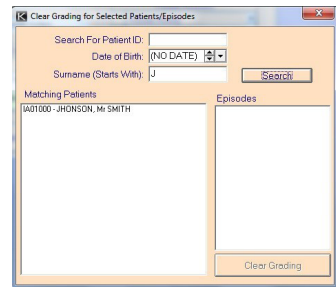 Clear Grading for Selected Patients/Episodes
Search For Patient ID:
Date of Birth: (NO DATE)
Surname (Starts With): J
Search
Matching Patients
Episodes
IA01000 - JHONSON, Mr SMITH
Clear Grading